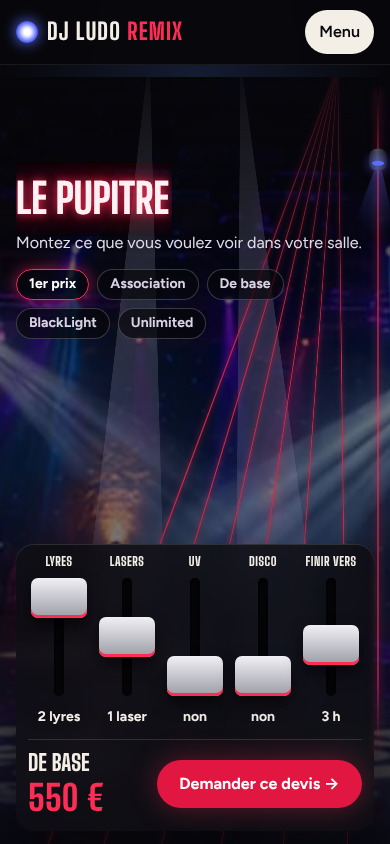 DJ LUDO REMIX
Menu
LE PUPITRE
Montez ce que vous voulez voir dans votre salle.
1er prix
Association
De base
BlackLight
Unlimited
LYRES
LASERS
UV
DISCO
FINIR VERS
2 lyres
1 laser
non
non
3 h
DE BASE
550 €
Demander ce devis →